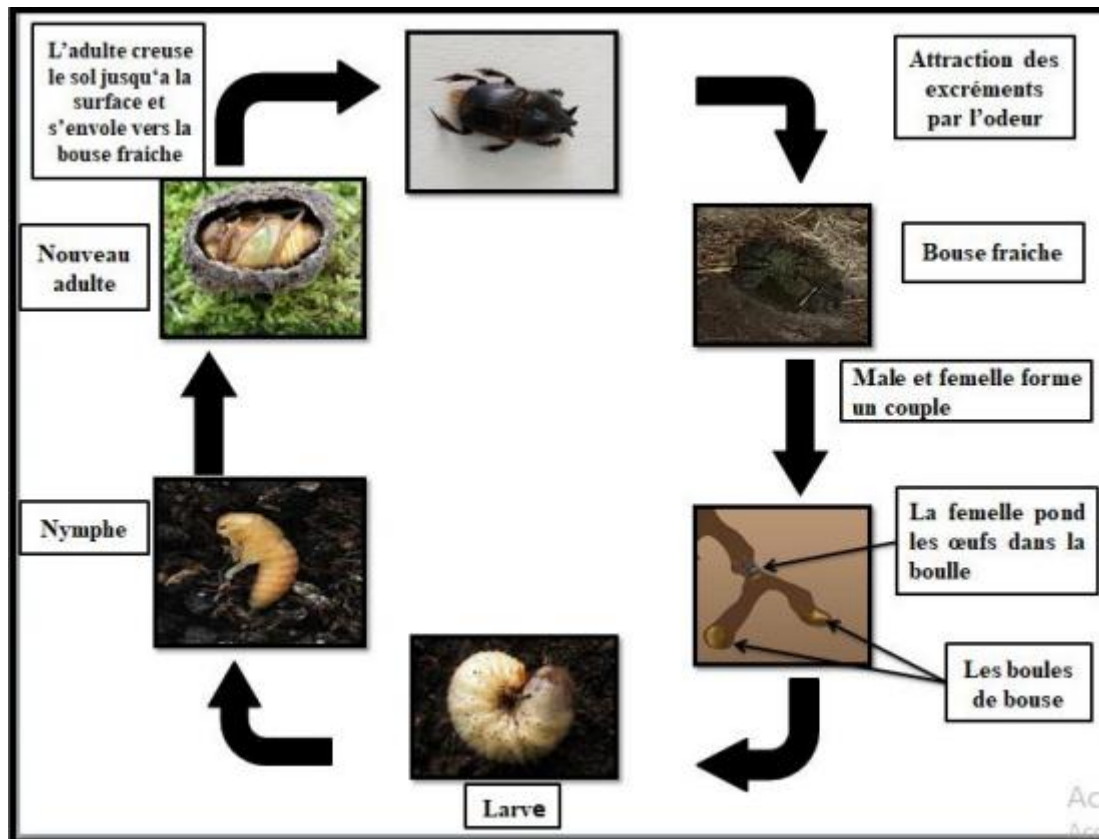 L'adulte creuse
le sol jusqu'a la
surface et
s'envole vers la
bouse fraiche
Attraction des
excréments
par l'odeur
Nouveau
adulte
Bouse fraiche
Male et femelle forme
un couple
Nymphe
La femelle pond
les œufs dans la
boulle
Les boules
de bouse
Larve
Ac